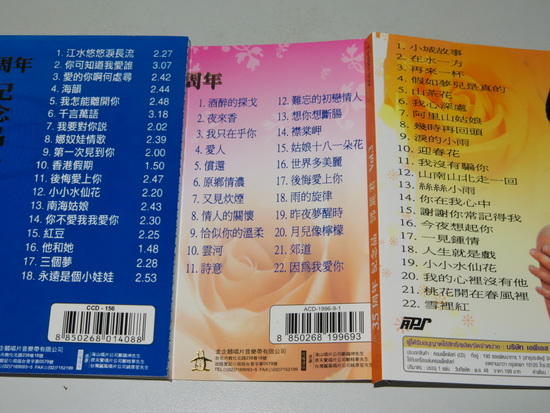 周年
1. 江水悠悠淚長流 2.27
2. 你可知道我愛誰 3.07
3. 愛的你啊何處尋 2.42
4. 海韻 2.44
5. 我怎能離開你 2.48
6. 千言萬語 3.18
7. 我要對你說 2.02
8. 娜奴娃情歌 2.39
9. 第一次見到你 2.00
10. 香港假期 1.50
11. 後悔愛上你 2.47
12. 小小水仙花 2.20
13. 南海姑娘 2.43
14. 你不愛我我愛你 2.30
15. 紅豆 2.25
16. 他和她 1.48
17. 三個夢 2.28
18. 永遠是個小娃娃 2.53
CCD - 156
8 850268 014088
周年
1. 酒醉的探戈
2. 夜來香
3. 我只在乎你
4. 愛人
5. 償還
6. 原鄉情濃
7. 又見炊煙
8. 情人的關懷
9. 恰似你的溫柔
10. 雲河
11. 詩意
12. 難忘的初戀情人
13. 想你想斷腸
14. 襟裳岬
15. 姑娘十八一朵花
16. 世界多美麗
17. 後悔愛上你
18. 雨的旋律
19. 昨夜夢醒時
20. 月兒像檸檬
21. 郊道
22. 因為我愛你
ACD-1996-9-1
8 850268 199693
35 周年 紀念品 鄧麗君 Vol.3
1. 小城故事
2. 在水一方
3. 再來一杯
4. 假如夢兒是真的
5. 山茶花
6. 我心深處
7. 阿里山姑娘
8. 幾時再回頭
9. 淚的小雨
10. 迎春花
11. 我沒有騙你
12. 山南山北走一回
13. 絲絲小雨
14. 你在我心中
15. 謝謝你常記得我
16. 今夜想起你
17. 一見鍾情
18. 人生就是戲
19. 小小水仙花
20. 我的心裡沒有他
21. 桃花開在春風裡
22. 雪裡紅
APS